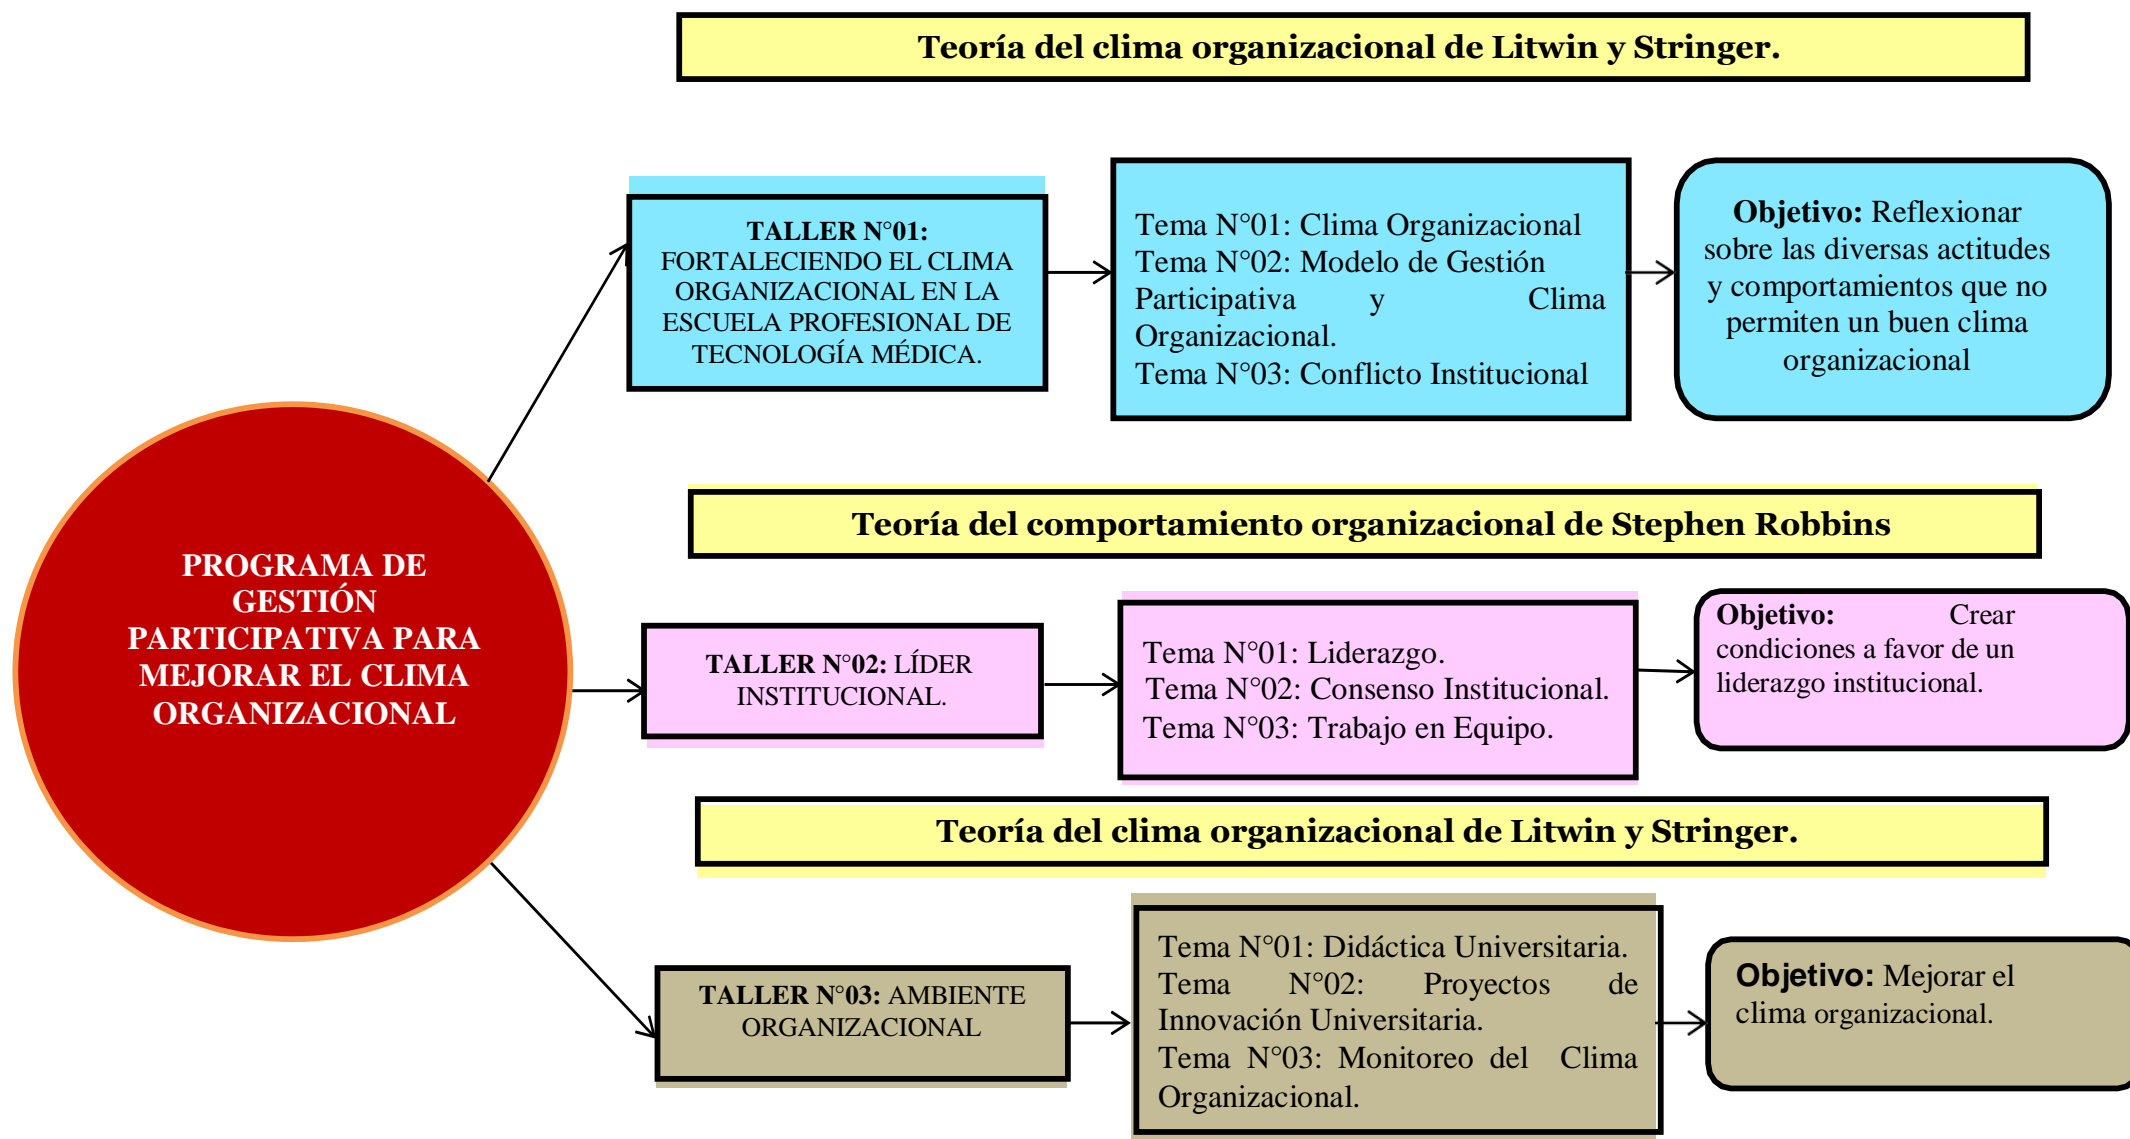 Teoría del clima organizacional de Litwin y Stringer.
TALLER N°01:
FORTALECIENDO EL CLIMA
ORGANIZACIONAL EN LA
ESCUELA PROFESIONAL DE
TECNOLOGÍA MÉDICA.
Tema N°01: Clima Organizacional
Tema N°02: Modelo de Gestión
Participativa y Clima
Organizacional.
Tema N°03: Conflicto Institucional
Objetivo: Reflexionar
sobre las diversas actitudes
y comportamientos que no
permiten un buen clima
organizacional
Teoría del comportamiento organizacional de Stephen Robbins
PROGRAMA DE
GESTIÓN
PARTICIPATIVA PARA
MEJORAR EL CLIMA
ORGANIZACIONAL
TALLER N°02: LÍDER
INSTITUCIONAL.
Tema N°01: Liderazgo.
Tema N°02: Consenso Institucional.
Tema N°03: Trabajo en Equipo.
Objetivo: Crear
condiciones a favor de un
liderazgo institucional.
Teoría del clima organizacional de Litwin y Stringer.
TALLER N°03: AMBIENTE
ORGANIZACIONAL
Tema N°01: Didáctica Universitaria.
Tema N°02: Proyectos de
Innovación Universitaria.
Tema N°03: Monitoreo del Clima
Organizacional.
Objetivo: Mejorar el
clima organizacional.